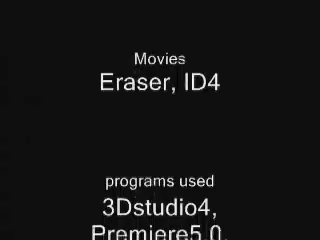 Movies
Eraser, ID4
programs used
3Dstudio4,
Premiere5.0,